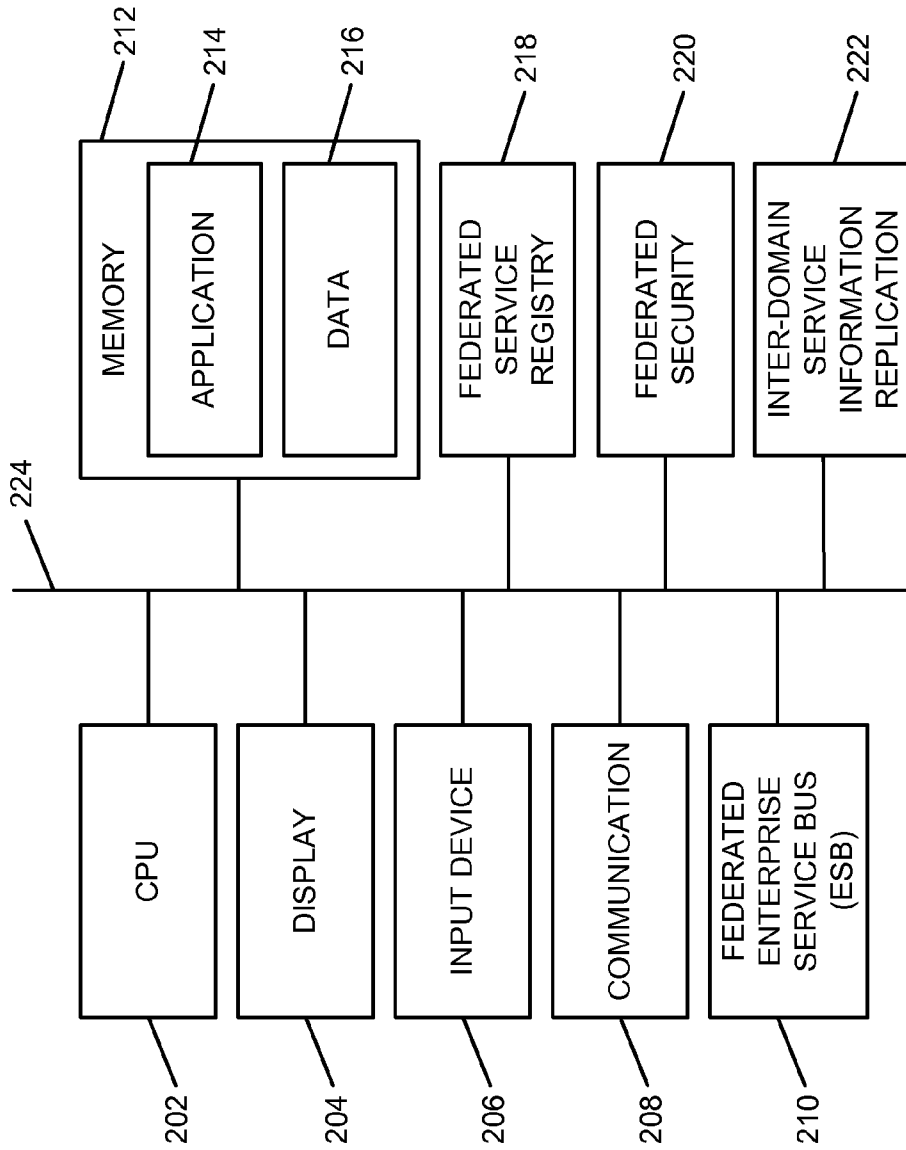 224
CPU
202
DISPLAY
204
INPUT DEVICE
206
COMMUNICATION
208
FEDERATED
ENTERPRISE
SERVICE BUS
(ESB)
210
MEMORY
212
APPLICATION
214
DATA
216
FEDERATED
SERVICE
REGISTRY
218
FEDERATED
SECURITY
220
INTER-DOMAIN
SERVICE
INFORMATION
REPLICATION
222